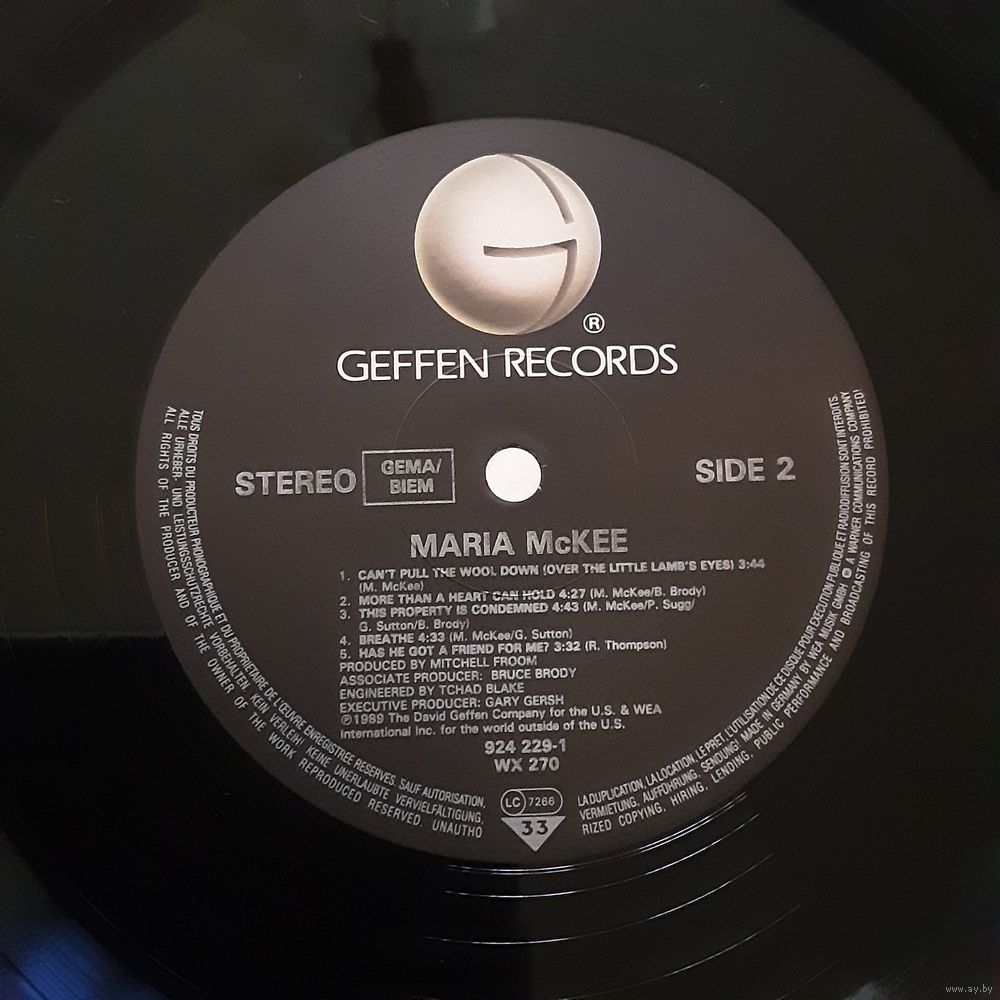 ®
GEFFEN RECORDS
STEREO
GEMA/
BIEM
SIDE 2
MARIA McKEE
1. CAN'T PULL THE WOOL DOWN (OVER THE LITTLE LAMB'S EYES) 3:44
(M. McKee)
2. MORE THAN A HEART CAN HOLD 4:27 (M. McKee/B. Brody)
3. THIS PROPERTY IS CONDEMNED 4:43 (M. McKee/P. Sugg/
G. Sutton/B. Brody)
4. BREATHE 4:33 (M. McKee/G. Sutton)
5. HAS HE GOT A FRIEND FOR ME? 3:32 (R. Thompson)
PRODUCED BY MITCHELL FROOM
ASSOCIATE PRODUCER: BRUCE BRODY
ENGINEERED BY TCHAD BLAKE
EXECUTIVE PRODUCER: GARY GERSH
℗1989 The David Geffen Company for the U.S. & WEA
International Inc. for the world outside of the U.S.
924 229-1
WX 270
LC 7266
33
TOUS DROITS DU PRODUCTEUR PHONOGRAPHIQUE ET DU PROPRIETAIRE DE L'ŒUVRE ENREGISTREE RESERVES. SAUF AUTORISATION, LA DUPLICATION, LA LOCATION, LE PRET, L'UTILISATION DE CE DISQUE POUR EXECUTION PUBLIQUE ET RADIODIFFUSION SONT INTERDITS.
ALLE URHEBER- UND LEISTUNGSSCHUTZRECHTE VORBEHALTEN. KEIN VERLEIH! KEINE UNERLAUBTE VERVIELFÄLTIGUNG, VERMIETUNG, AUFFÜHRUNG, SENDUNG! MADE IN GERMANY BY WEA MUSIK GMBH A WARNER COMMUNICATIONS COMPANY
ALL RIGHTS OF THE PRODUCER AND OF THE OWNER OF THE WORK REPRODUCED RESERVED. UNAUTHORIZED COPYING, HIRING, LENDING, PUBLIC PERFORMANCE AND BROADCASTING OF THIS RECORD PROHIBITED!
www.ay.by